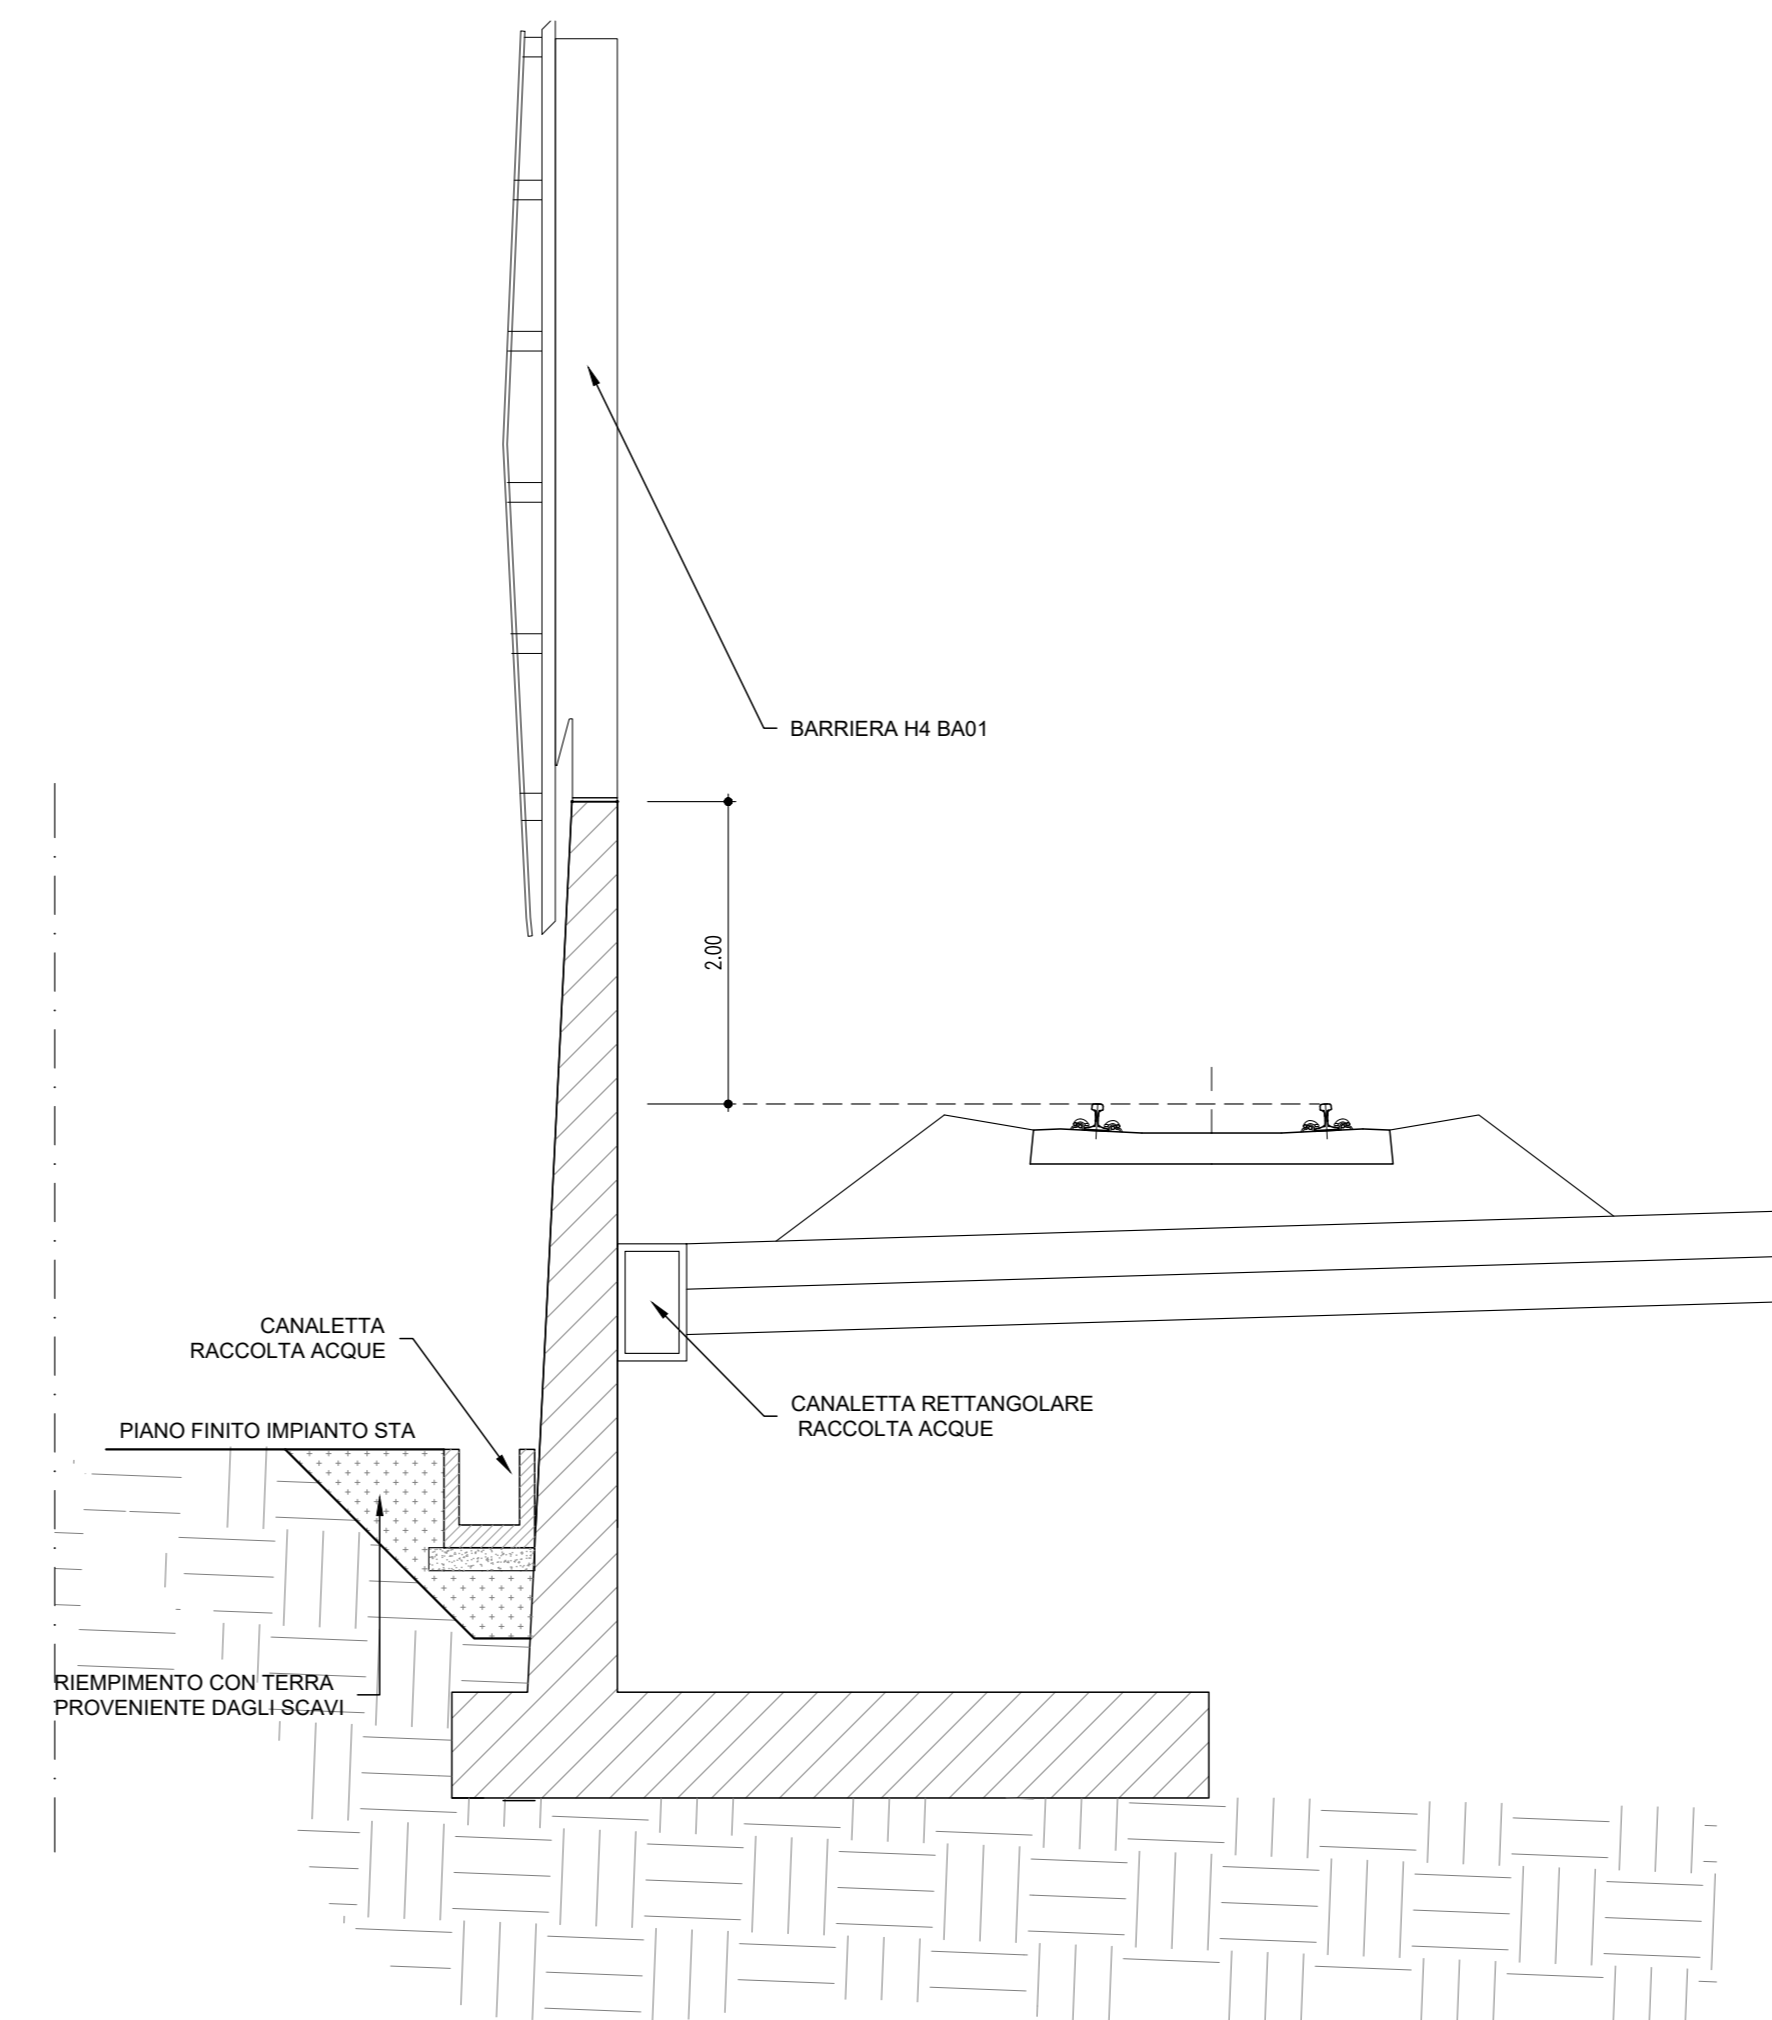 BARRIERA H4 BA01
2.00
CANALETTA
RACCOLTA ACQUE
CANALETTA RETTANGOLARE
RACCOLTA ACQUE
PIANO FINITO IMPIANTO STA
RIEMPIMENTO CON TERRA
PROVENIENTE DAGLI SCAVI